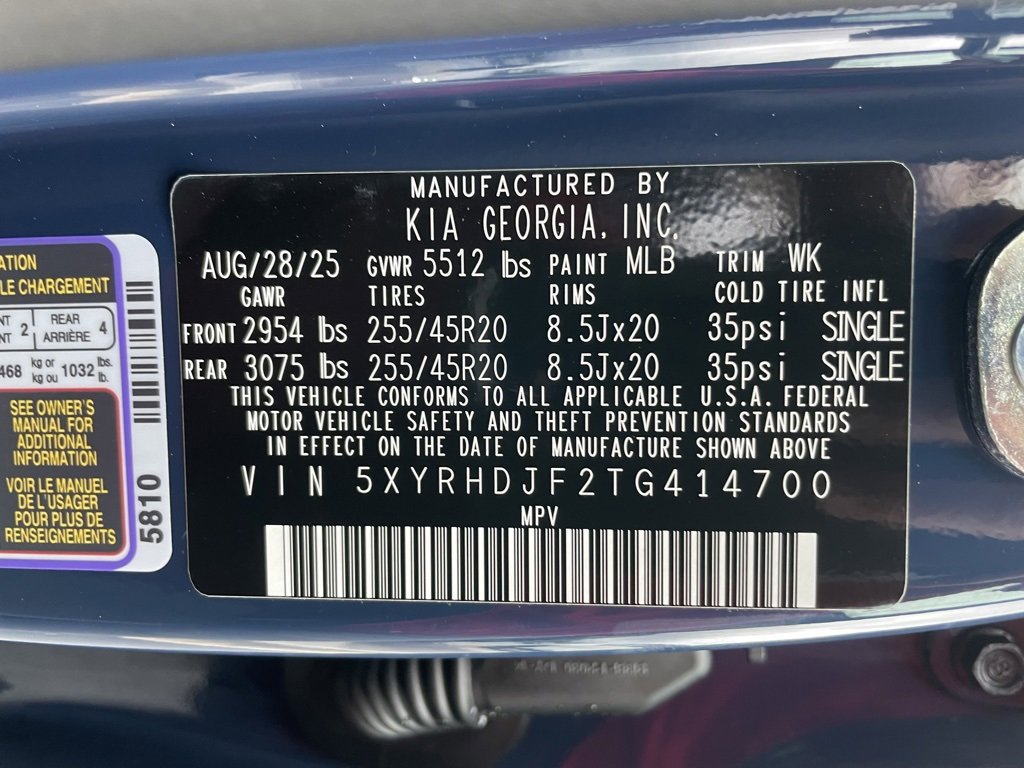 MANUFACTURED BY
KIA GEORGIA, INC.
AUG/28/25 GVWR 5512 lbs PAINT MLB TRIM WK
GAWR TIRES RIMS COLD TIRE INFL
FRONT 2954 lbs 255/45R20 8.5Jx20 35psi SINGLE
REAR 3075 lbs 255/45R20 8.5Jx20 35psi SINGLE
THIS VEHICLE CONFORMS TO ALL APPLICABLE U.S.A. FEDERAL
MOTOR VEHICLE SAFETY AND THEFT PREVENTION STANDARDS
IN EFFECT ON THE DATE OF MANUFACTURE SHOWN ABOVE
VIN 5XYRHDJF2TG414700
MPV
CHARGEMENT
2 REAR
ARRIÈRE 4
468 kg or
kg ou 1032 lbs.
lb.
SEE OWNER'S
MANUAL FOR
ADDITIONAL
INFORMATION
VOIR LE MANUEL
DE L'USAGER
POUR PLUS DE
RENSEIGNEMENTS
5810